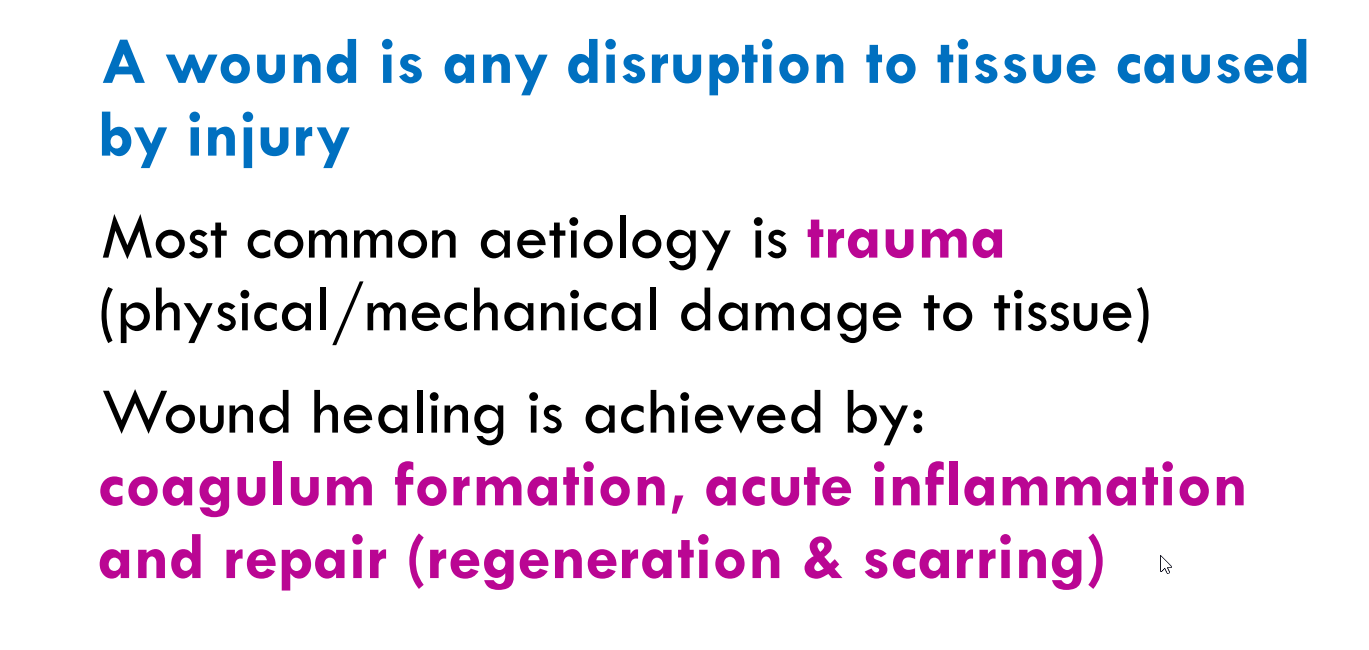 A wound is any disruption to tissue caused
by injury
Most common aetiology is trauma
(physical/mechanical damage to tissue)
Wound healing is achieved by:
coagulum formation, acute inflammation
and repair (regeneration & scarring)